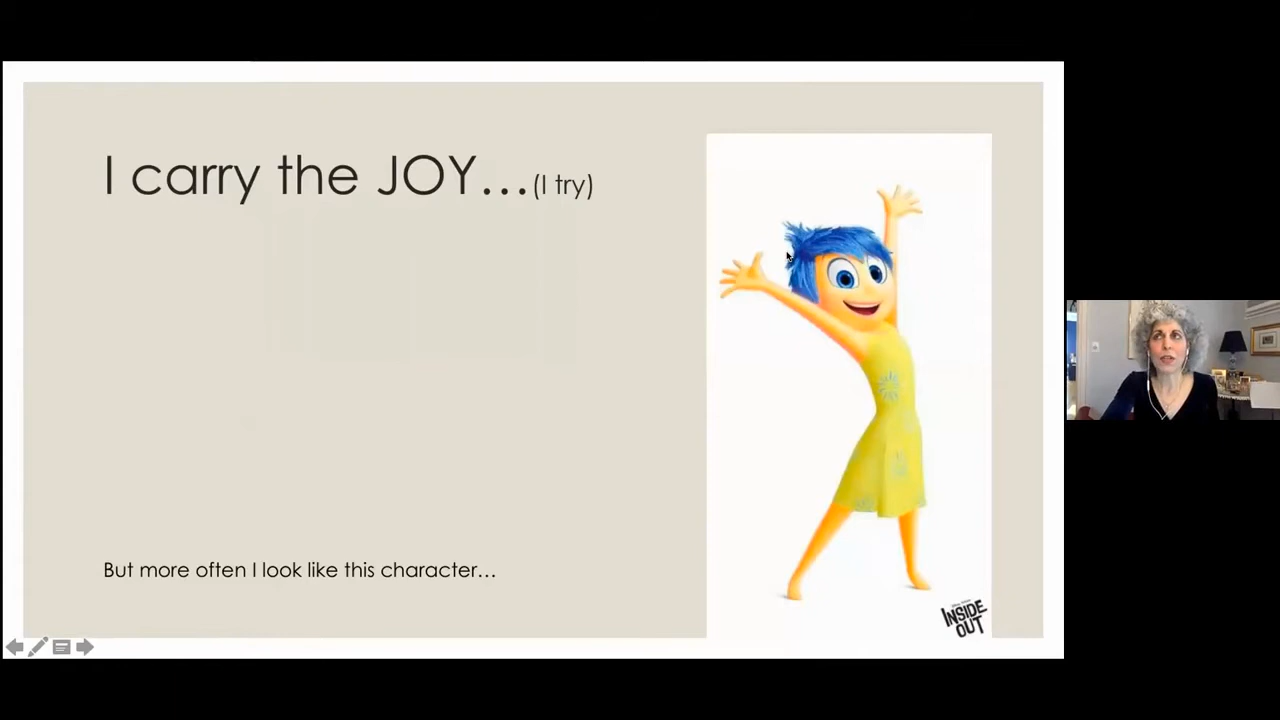 I carry the JOY...(I try)
But more often I look like this character...
INSIDE
OUT